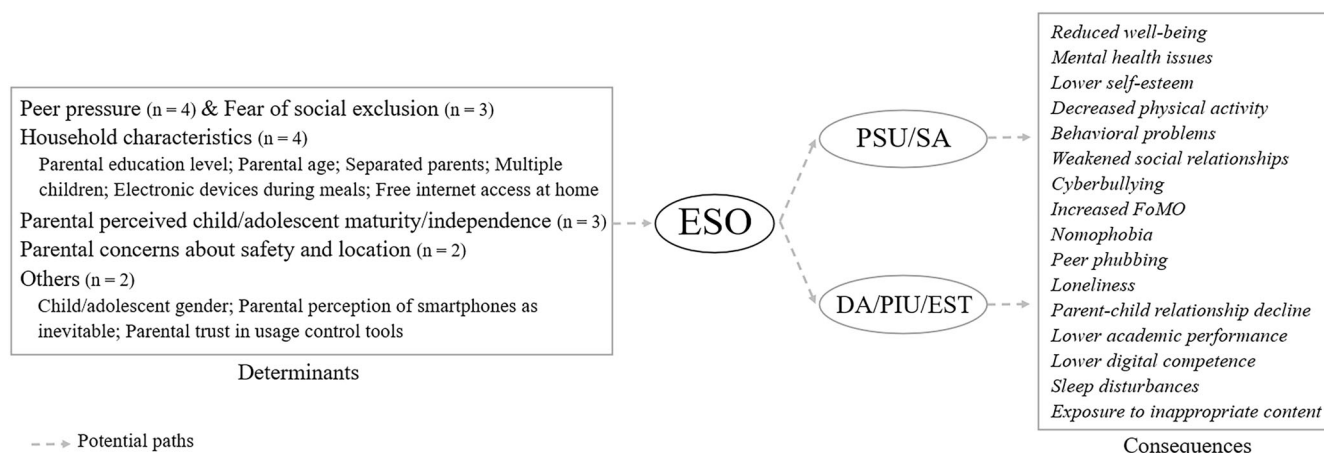 Peer pressure (n = 4) & Fear of social exclusion (n = 3)
Household characteristics (n = 4)
Parental education level; Parental age; Separated parents; Multiple
children; Electronic devices during meals; Free internet access at home
Parental perceived child/adolescent maturity/independence (n = 3)
Parental concerns about safety and location (n = 2)
Others (n = 2)
Child/adolescent gender; Parental perception of smartphones as
inevitable; Parental trust in usage control tools
Determinants
Potential paths
ESO
PSU/SA
DA/PIU/EST
Reduced well-being
Mental health issues
Lower self-esteem
Decreased physical activity
Behavioral problems
Weakened social relationships
Cyberbullying
Increased FoMO
Nomophobia
Peer phubbing
Loneliness
Parent-child relationship decline
Lower academic performance
Lower digital competence
Sleep disturbances
Exposure to inappropriate content
Consequences